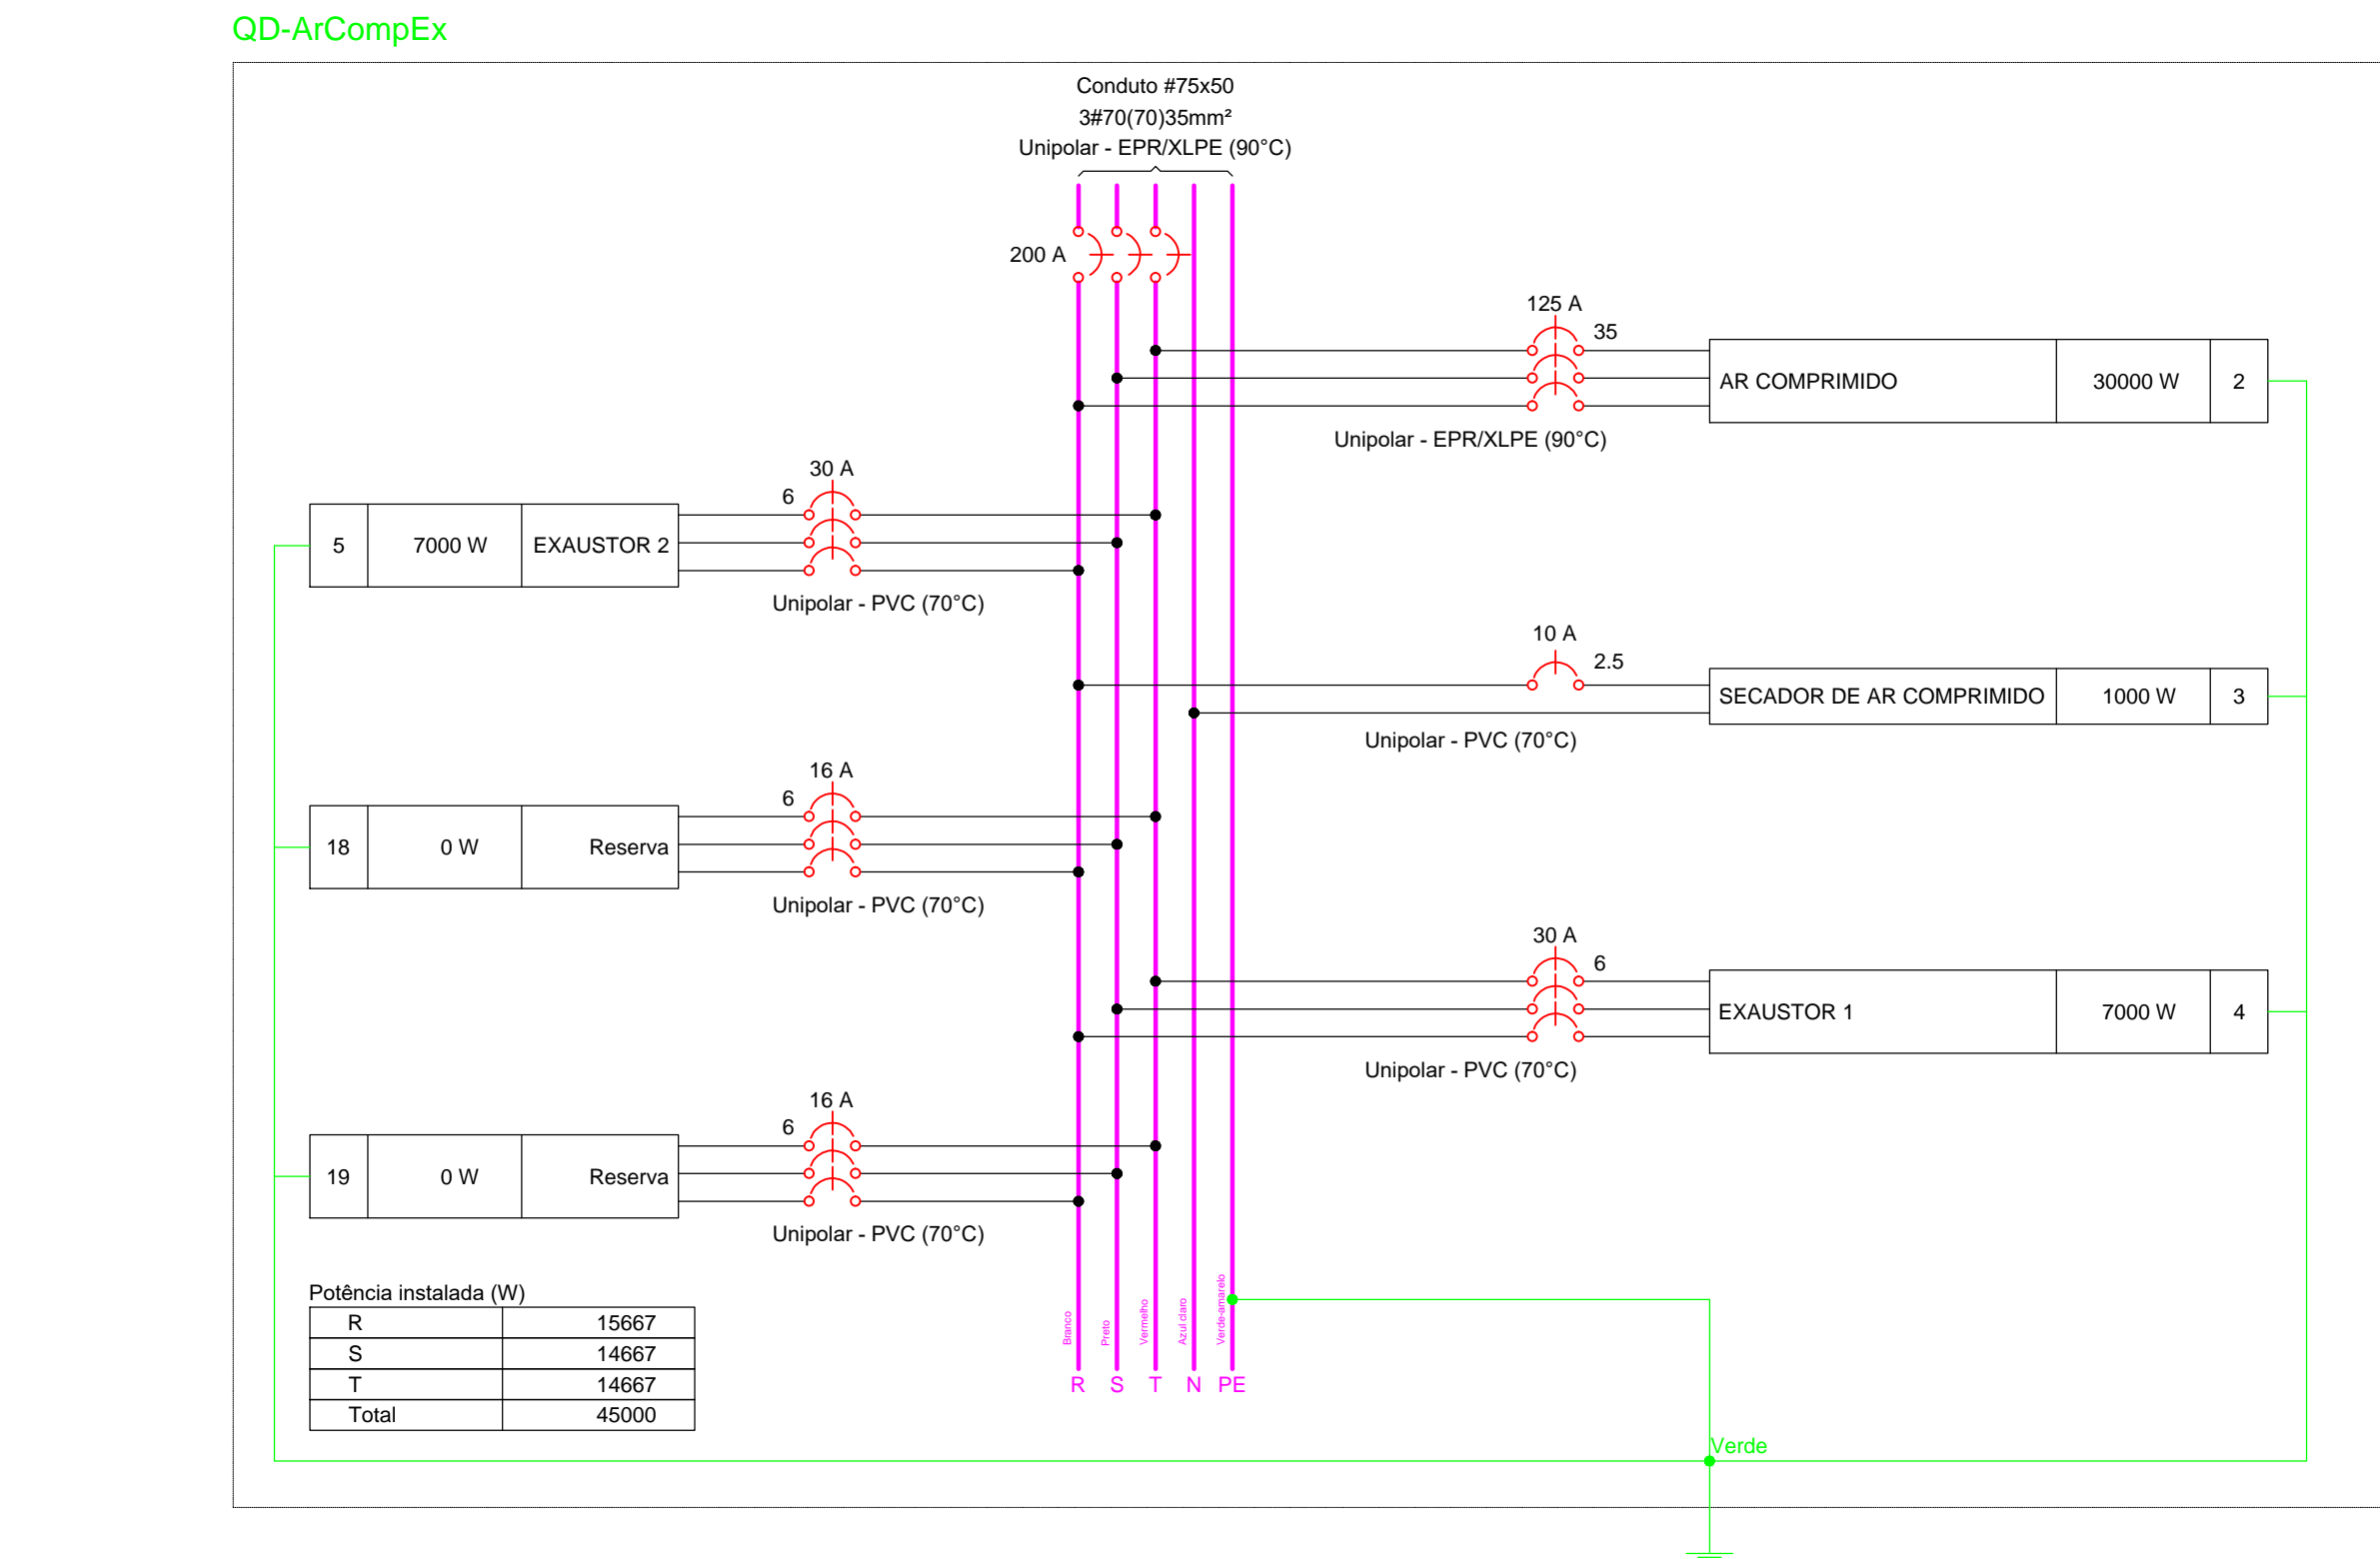 QD-ArCompEx
Conduto #75x50
3#70(70)35mm²
Unipolar - EPR/XLPE (90°C)
200 A
125 A
35
AR COMPRIMIDO 30000 W 2
Unipolar - EPR/XLPE (90°C)
30 A
6
5 7000 W EXAUSTOR 2
Unipolar - PVC (70°C)
10 A
2.5
SECADOR DE AR COMPRIMIDO 1000 W 3
Unipolar - PVC (70°C)
16 A
6
18 0 W Reserva
Unipolar - PVC (70°C)
30 A
6
EXAUSTOR 1 7000 W 4
Unipolar - PVC (70°C)
16 A
6
19 0 W Reserva
Unipolar - PVC (70°C)
Potência instalada (W)
R 15667
S 14667
T 14667
Total 45000
Branco
Preto
Vermelho
Azul claro
Verde-amarelo
R S T N PE
Verde